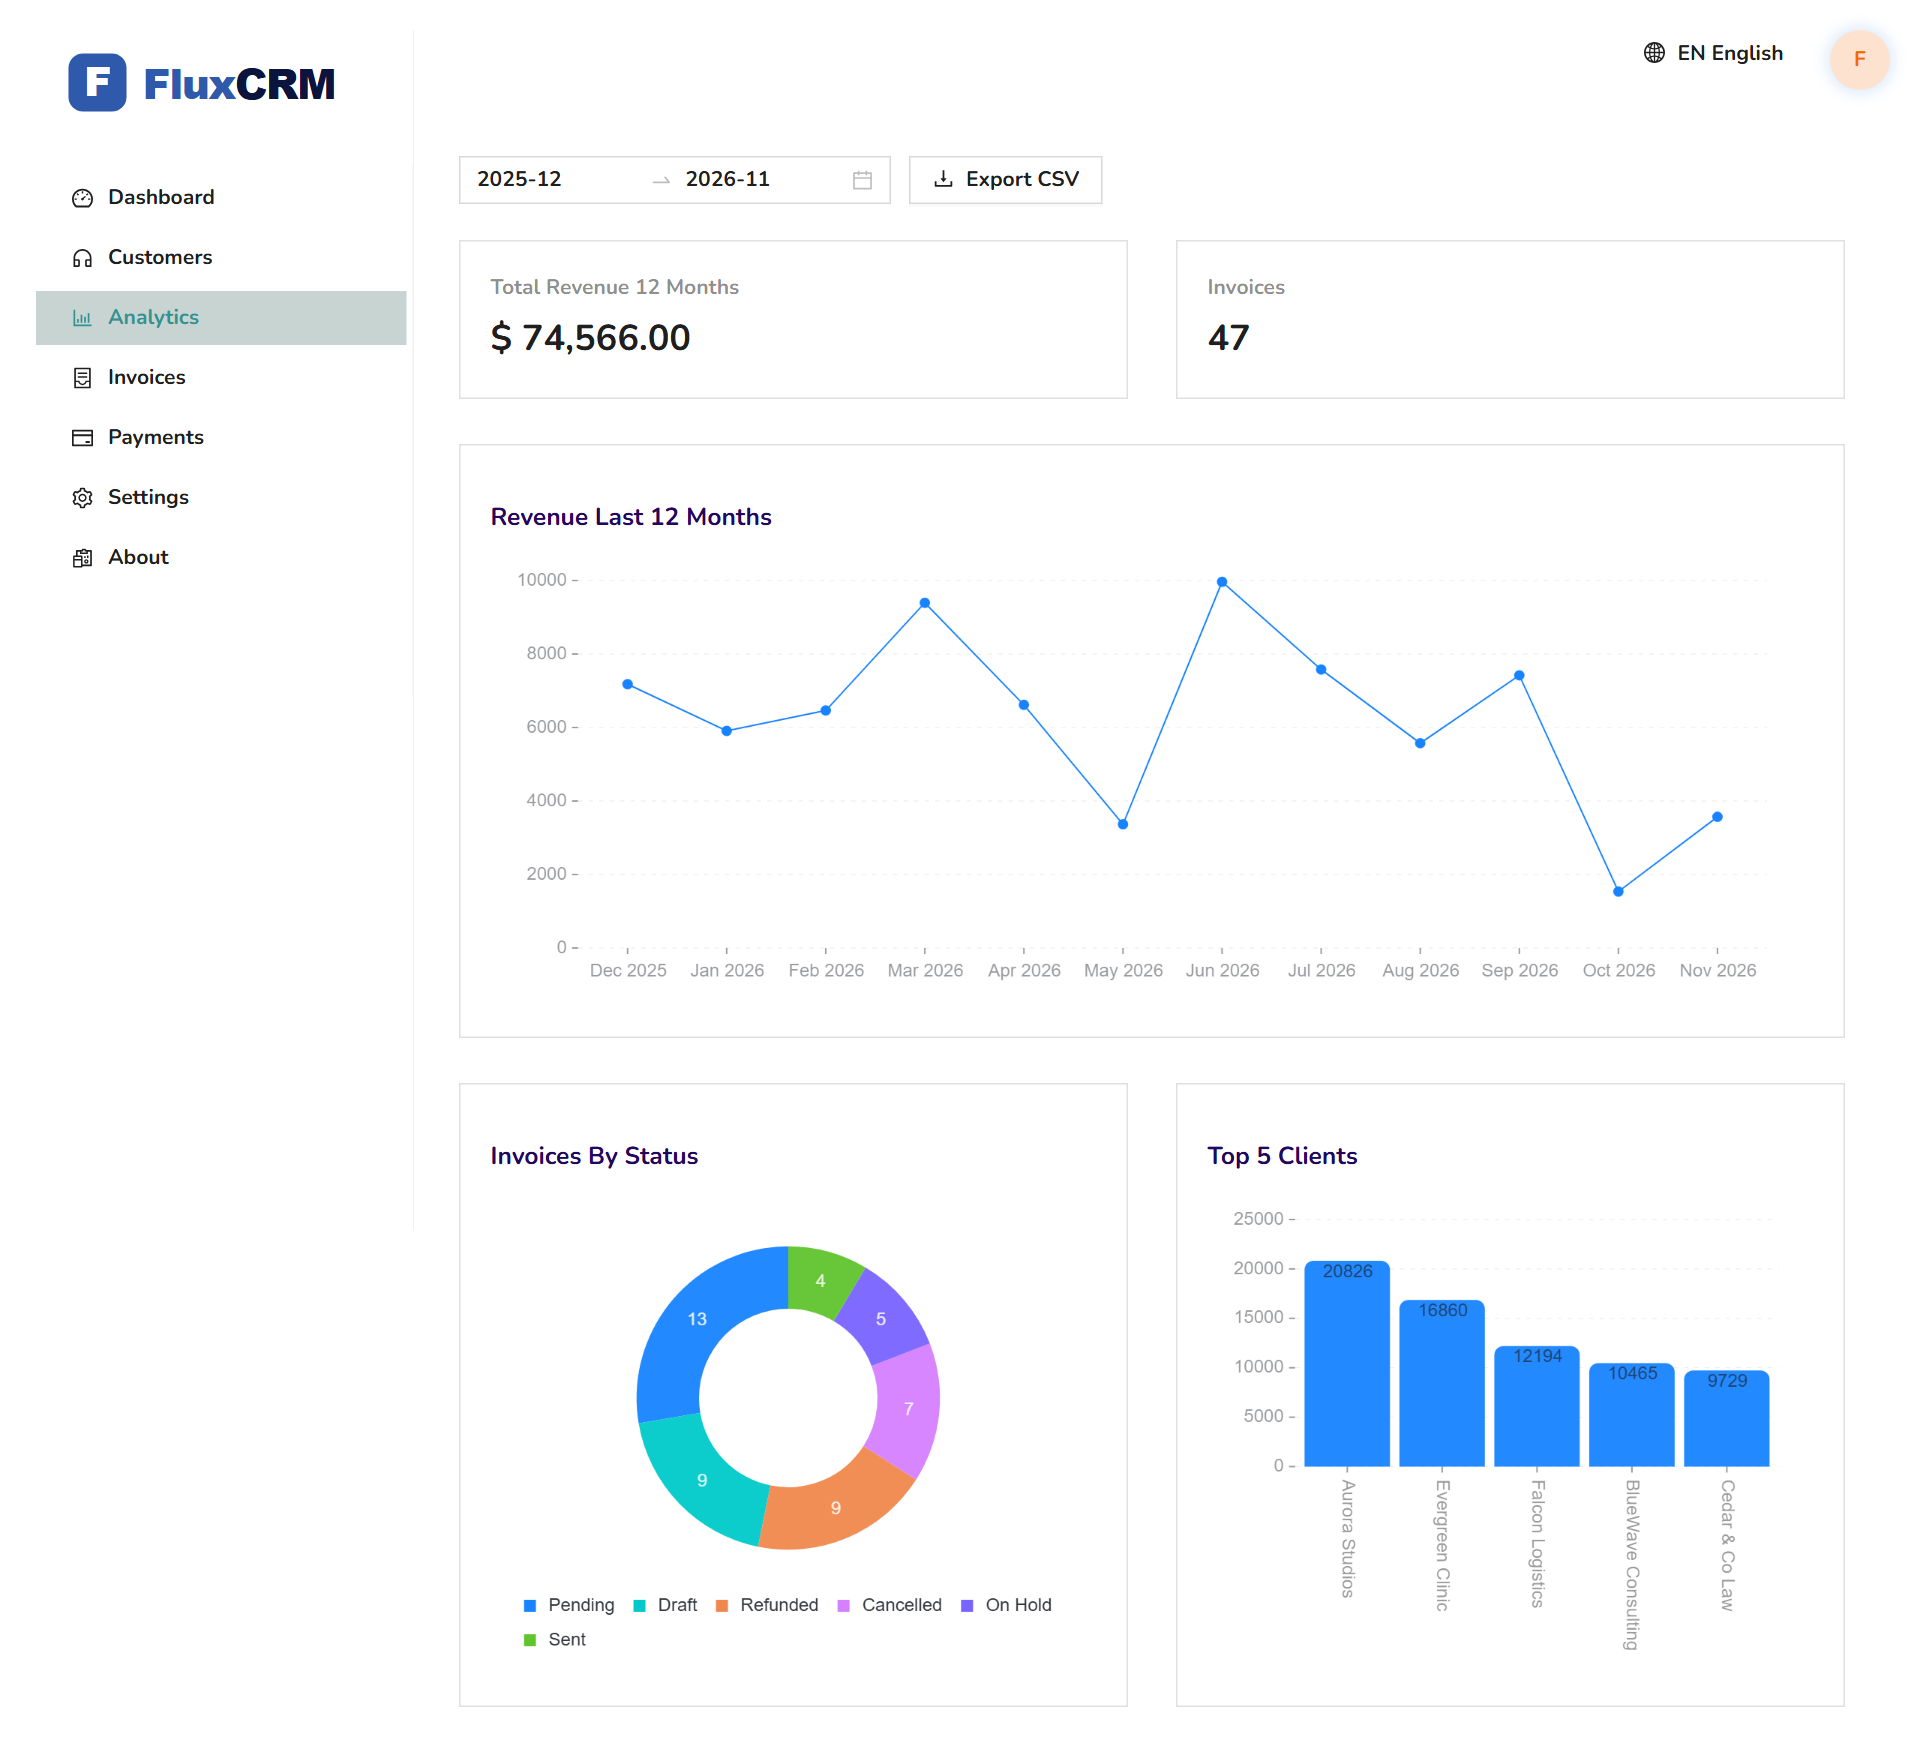 F FluxCRM
EN English
F
Dashboard
Customers
Analytics
Invoices
Payments
Settings
About
2025-12 2026-11
Export CSV
Total Revenue 12 Months
$ 74,566.00
Invoices
47
Revenue Last 12 Months
10000
8000
6000
4000
2000
0
Dec 2025 Jan 2026 Feb 2026 Mar 2026 Apr 2026 May 2026 Jun 2026 Jul 2026 Aug 2026 Sep 2026 Oct 2026 Nov 2026
Invoices By Status
4
13
5
7
9
9
Pending Draft Refunded Cancelled On Hold
Sent
Top 5 Clients
25000
20000
15000
10000
5000
0
20826
16860
12194
10465
9729
Aurora Studios
Evergreen Clinic
Falcon Logistics
BlueWave Consulting
Cedar & Co Law